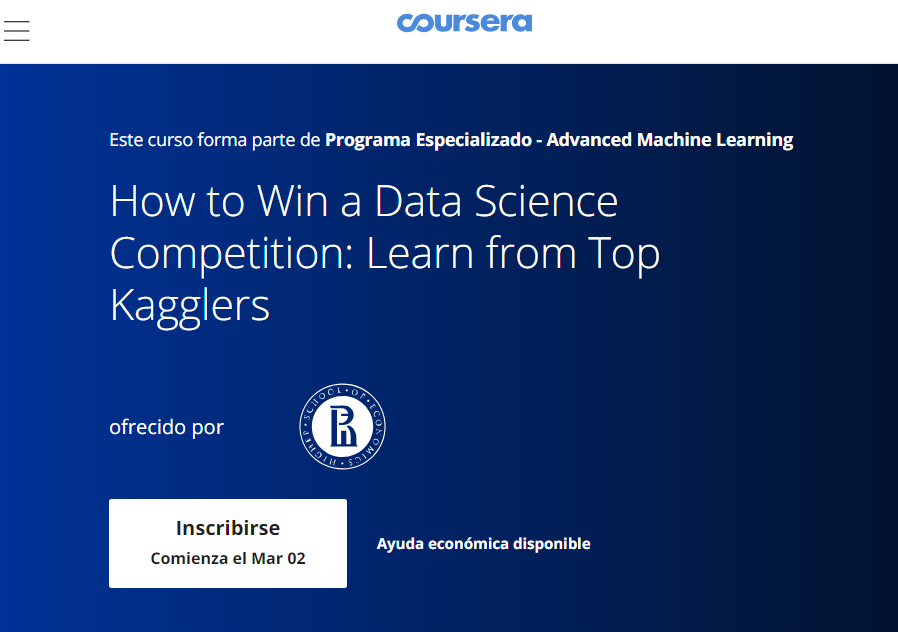 coursera
Este curso forma parte de Programa Especializado - Advanced Machine Learning
How to Win a Data Science
Competition: Learn from Top
Kagglers
ofrecido por
HIGHER · SCHOOL · OF · ECONOMICS ·
Inscribirse
Comienza el Mar 02
Ayuda económica disponible